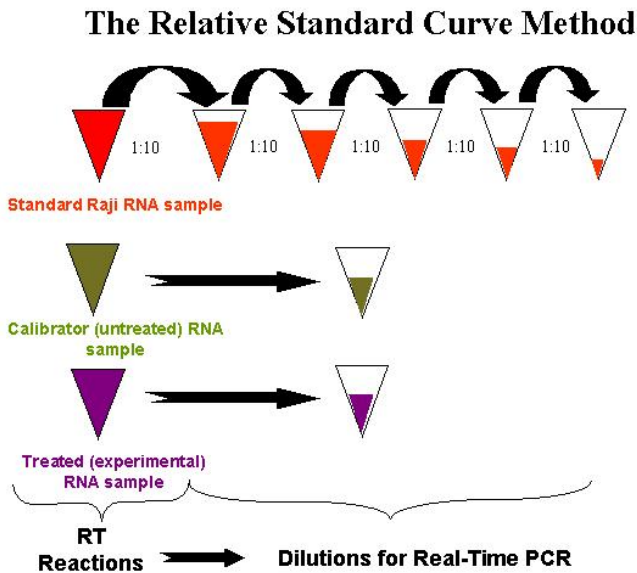 The Relative Standard Curve Method
1:10 1:10 1:10 1:10 1:10
Standard Raji RNA sample
Calibrator (untreated) RNA
sample
Treated (experimental)
RNA sample
RT
Reactions
Dilutions for Real-Time PCR